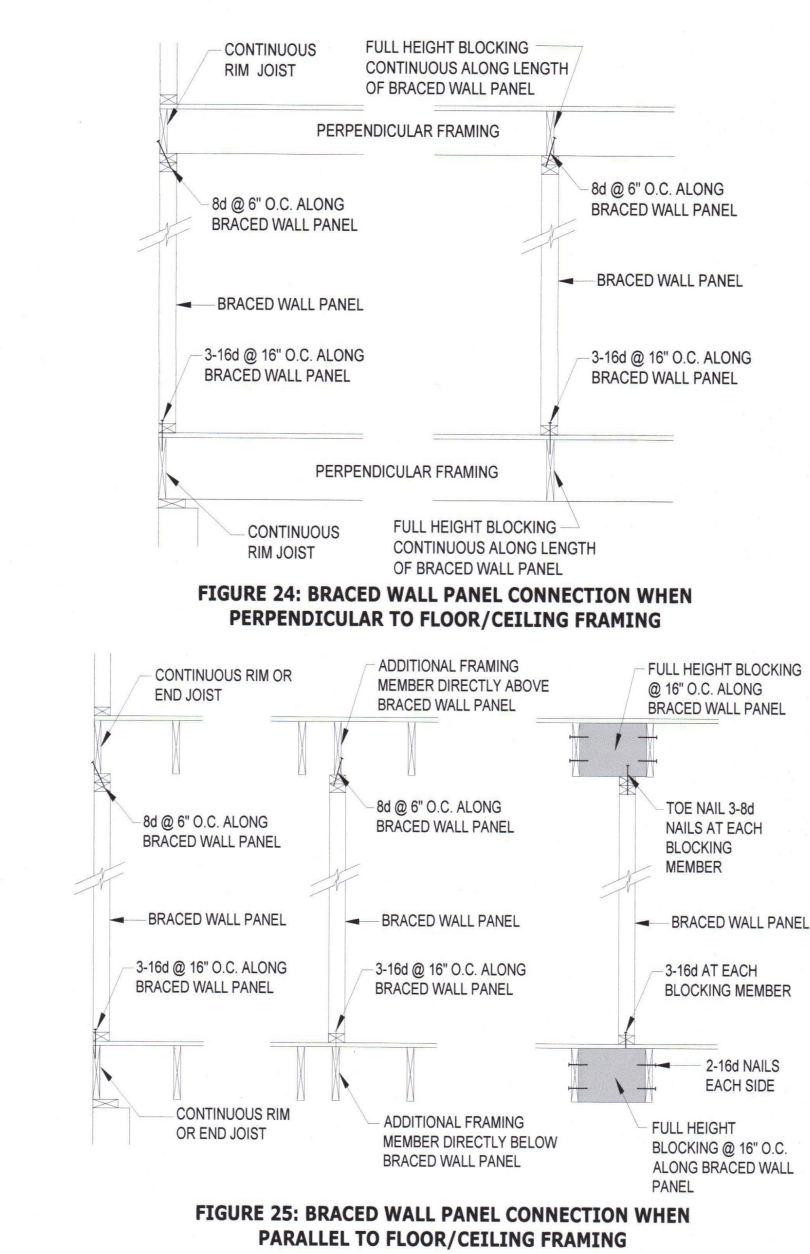 CONTINUOUS
RIM JOIST
FULL HEIGHT BLOCKING
CONTINUOUS ALONG LENGTH
OF BRACED WALL PANEL
PERPENDICULAR FRAMING
8d @ 6" O.C. ALONG
BRACED WALL PANEL
8d @ 6" O.C. ALONG
BRACED WALL PANEL
BRACED WALL PANEL
BRACED WALL PANEL
3-16d @ 16" O.C. ALONG
BRACED WALL PANEL
3-16d @ 16" O.C. ALONG
BRACED WALL PANEL
PERPENDICULAR FRAMING
CONTINUOUS
RIM JOIST
FULL HEIGHT BLOCKING
CONTINUOUS ALONG LENGTH
OF BRACED WALL PANEL
FIGURE 24: BRACED WALL PANEL CONNECTION WHEN
PERPENDICULAR TO FLOOR/CEILING FRAMING
CONTINUOUS RIM OR
END JOIST
ADDITIONAL FRAMING
MEMBER DIRECTLY ABOVE
BRACED WALL PANEL
FULL HEIGHT BLOCKING
@ 16" O.C. ALONG
BRACED WALL PANEL
8d @ 6" O.C. ALONG
BRACED WALL PANEL
8d @ 6" O.C. ALONG
BRACED WALL PANEL
TOE NAIL 3-8d
NAILS AT EACH
BLOCKING
MEMBER
BRACED WALL PANEL
BRACED WALL PANEL
BRACED WALL PANEL
3-16d @ 16" O.C. ALONG
BRACED WALL PANEL
3-16d @ 16" O.C. ALONG
BRACED WALL PANEL
3-16d AT EACH
BLOCKING MEMBER
2-16d NAILS
EACH SIDE
CONTINUOUS RIM
OR END JOIST
ADDITIONAL FRAMING
MEMBER DIRECTLY BELOW
BRACED WALL PANEL
FULL HEIGHT
BLOCKING @ 16" O.C.
ALONG BRACED WALL
PANEL
FIGURE 25: BRACED WALL PANEL CONNECTION WHEN
PARALLEL TO FLOOR/CEILING FRAMING